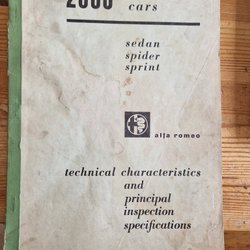 2000 cars
sedan
spider
sprint
alfa romeo
technical characteristics
and
principal
inspection
specifications